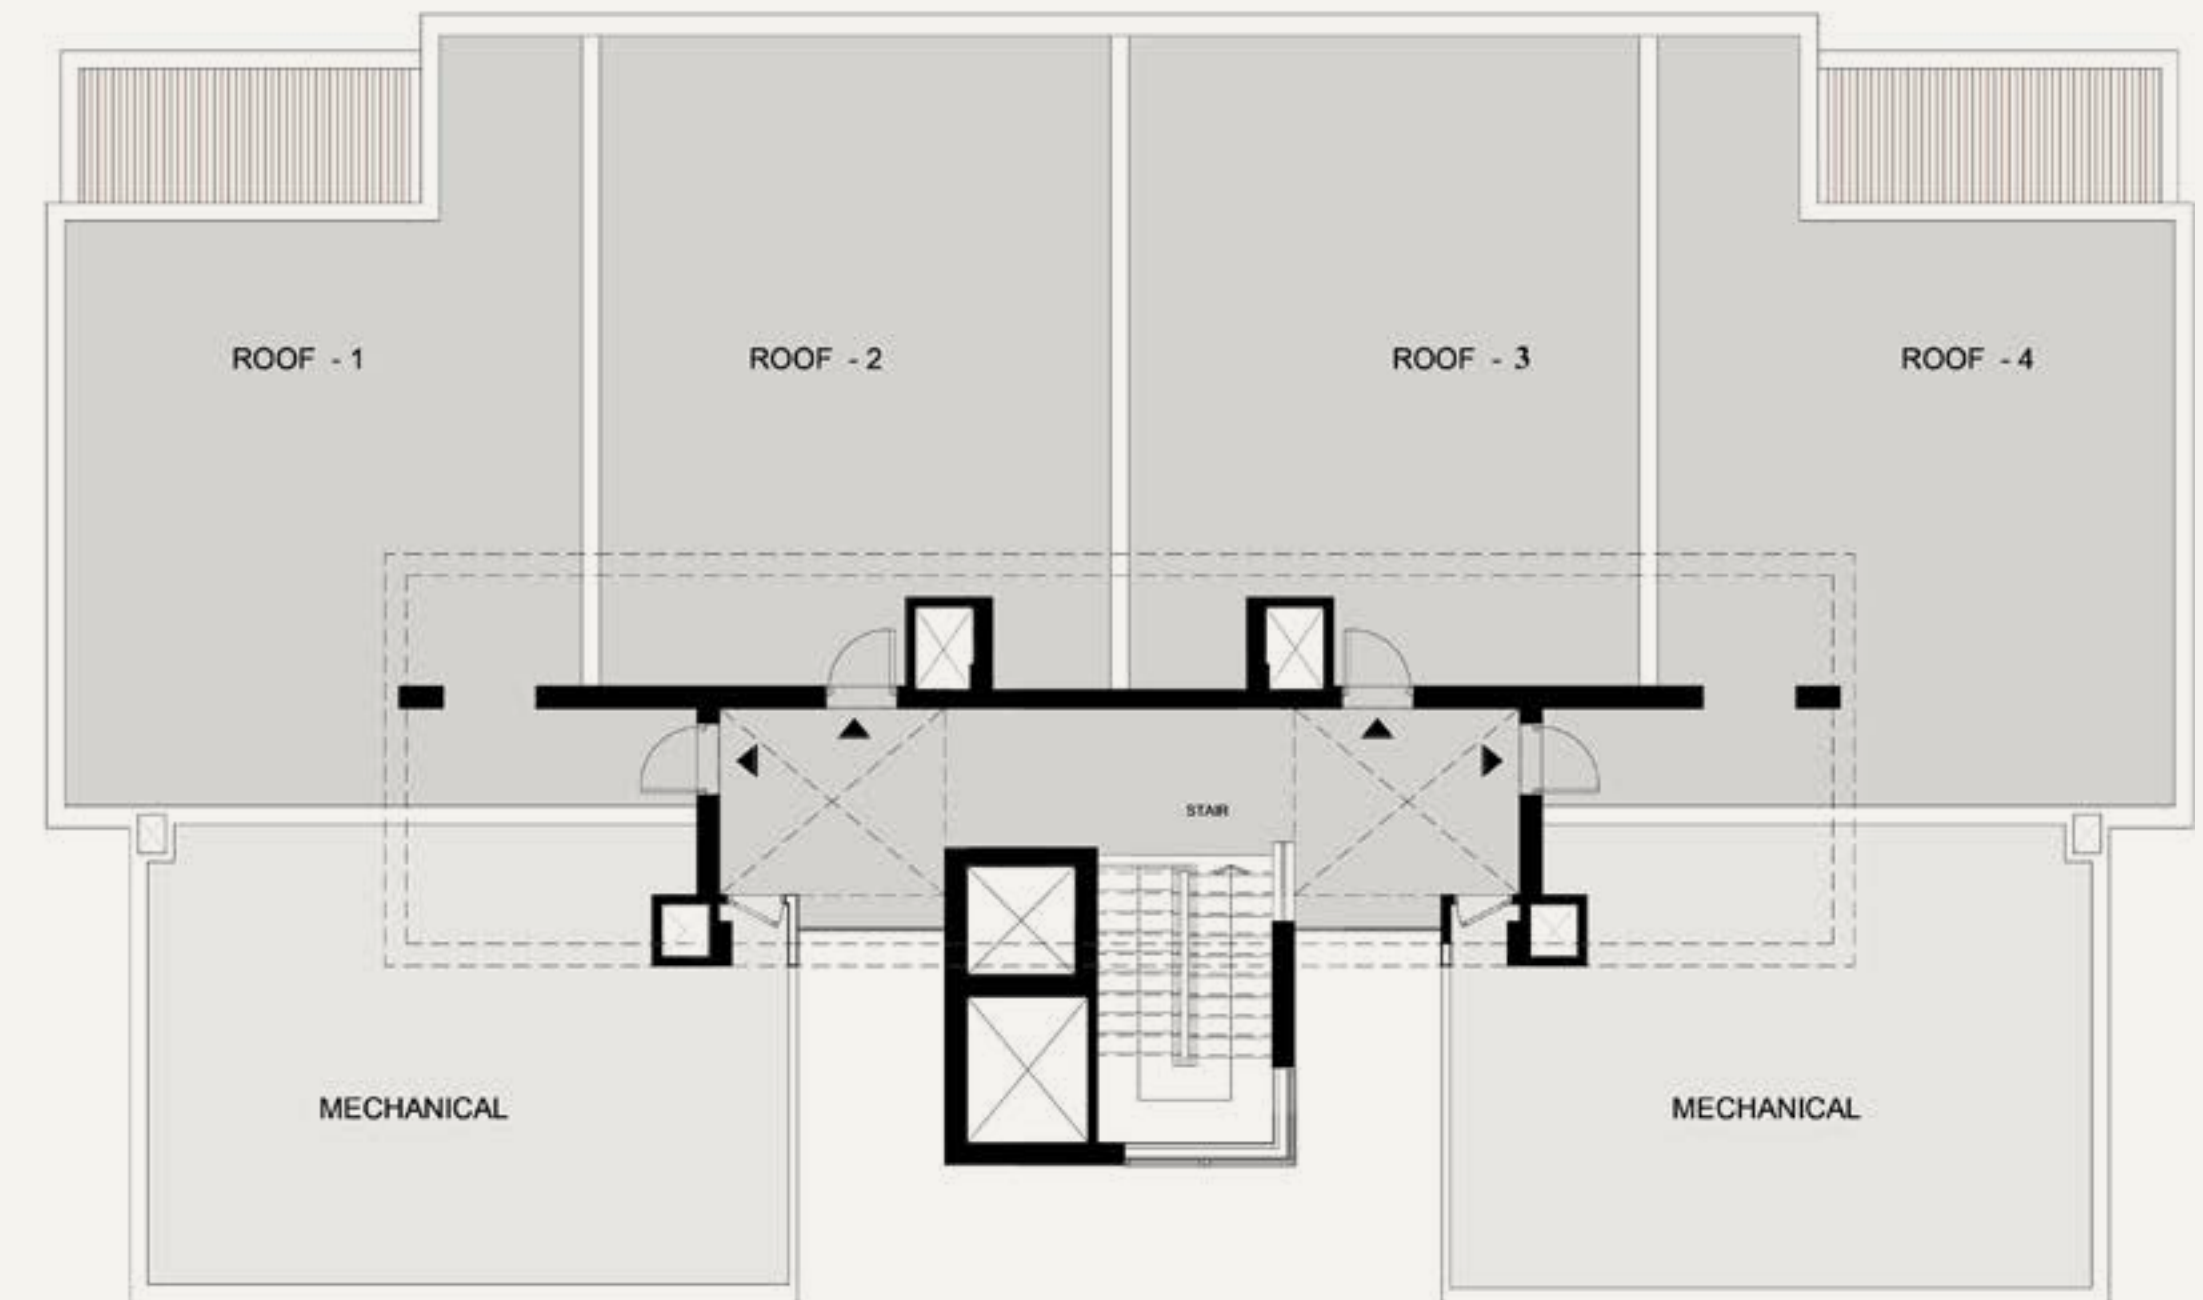 ROOF - 1
ROOF - 2
ROOF - 3
ROOF - 4
STAIR
MECHANICAL
MECHANICAL